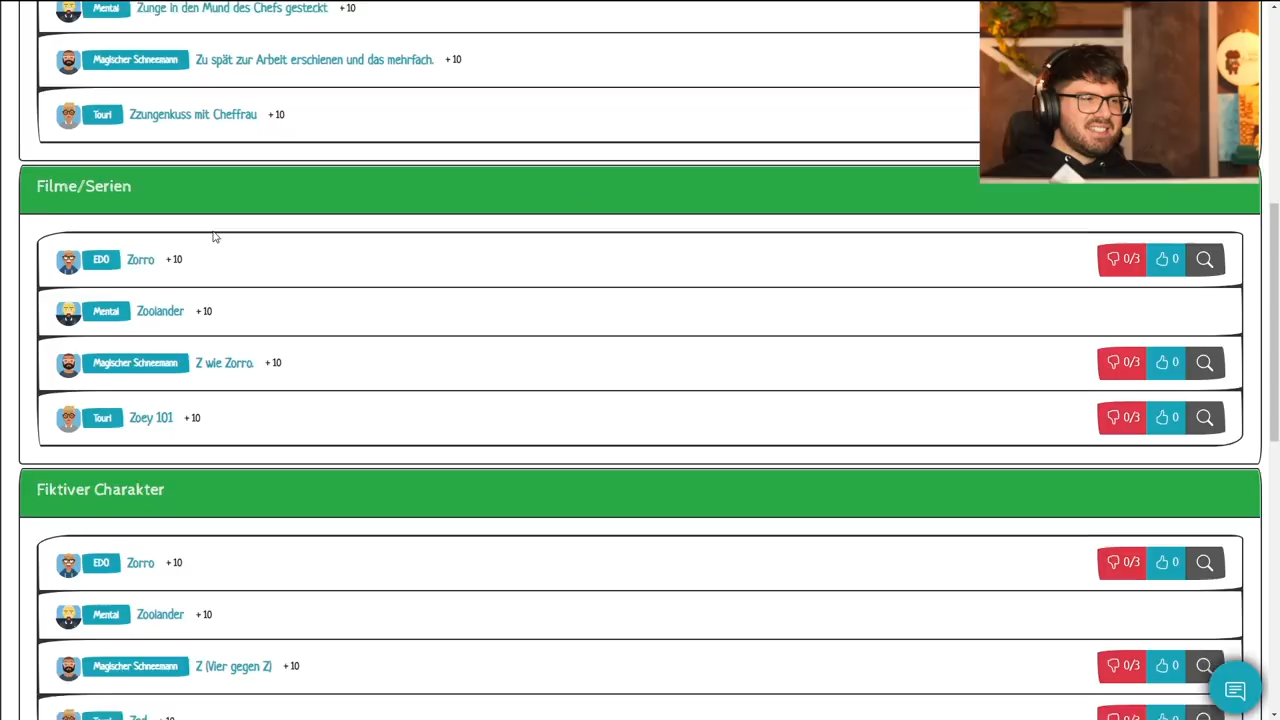 Mental Zunge in den Mund des Chefs gesteckt +10
Magischer Schneemann Zu spät zur Arbeit erschienen und das mehrfach. +10
Tourl Zzungenkuss mit Cheffrau +10
Filme/Serien
EDO Zorro +10 0/3 0
Mental Zoolander +10
Magischer Schneemann Z wie Zorro. +10 0/3 0
Tourl Zoey 101 +10 0/3 0
Fiktiver Charakter
EDO Zorro +10 0/3 0
Mental Zoolander +10
Magischer Schneemann Z (Vier gegen Z) +10 0/3 0